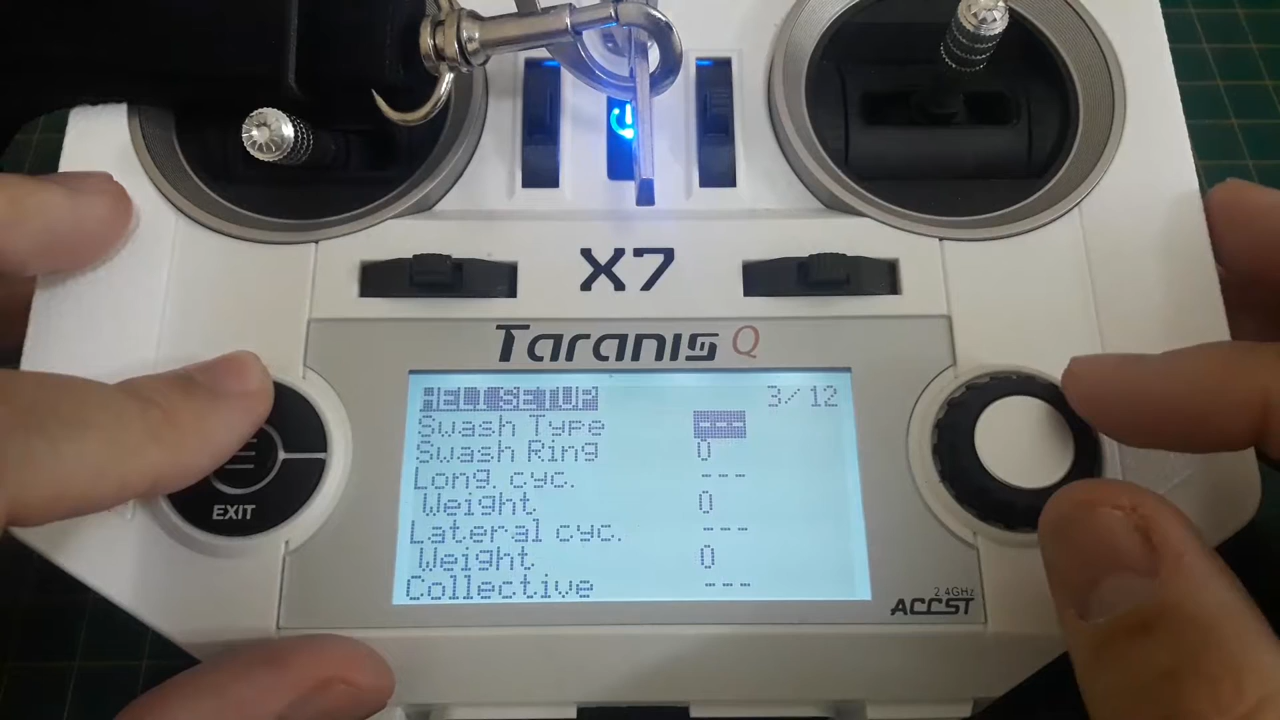 X7
Taranis Q
HELI SETUP 3/12
Swash Type ---
Swash Ring 0
Long. cyc. ---
Weight 0
Lateral cyc. ---
Weight 0
Collective ---
EXIT
2.4GHz
ACCST